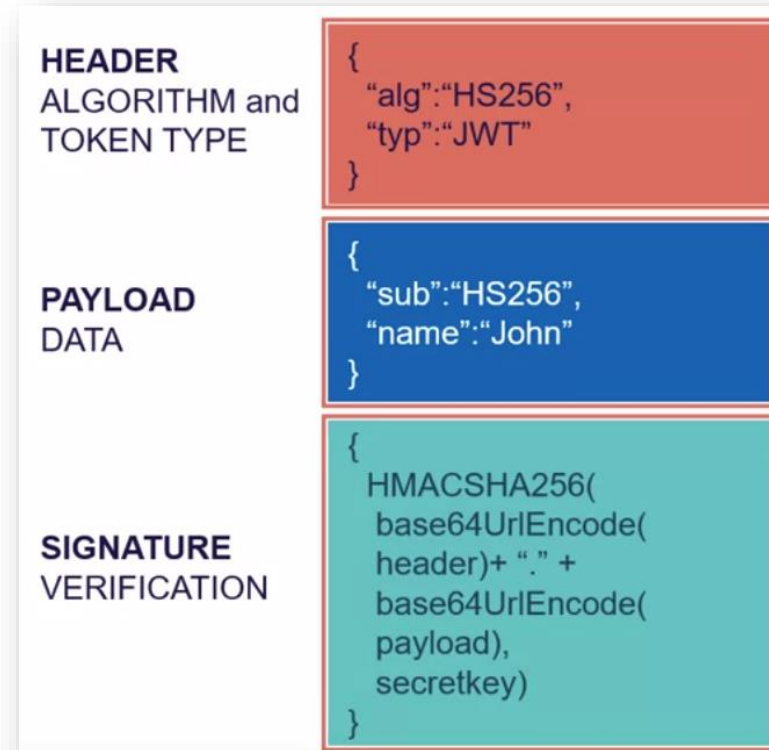 HEADER
ALGORITHM and
TOKEN TYPE
{
“alg”:“HS256”,
“typ”:“JWT”
}
PAYLOAD
DATA
{
“sub”:“HS256”,
“name”:“John”
}
SIGNATURE
VERIFICATION
{
HMACSHA256(
base64UrlEncode(
header)+ “.” +
base64UrlEncode(
payload),
secretkey)
}